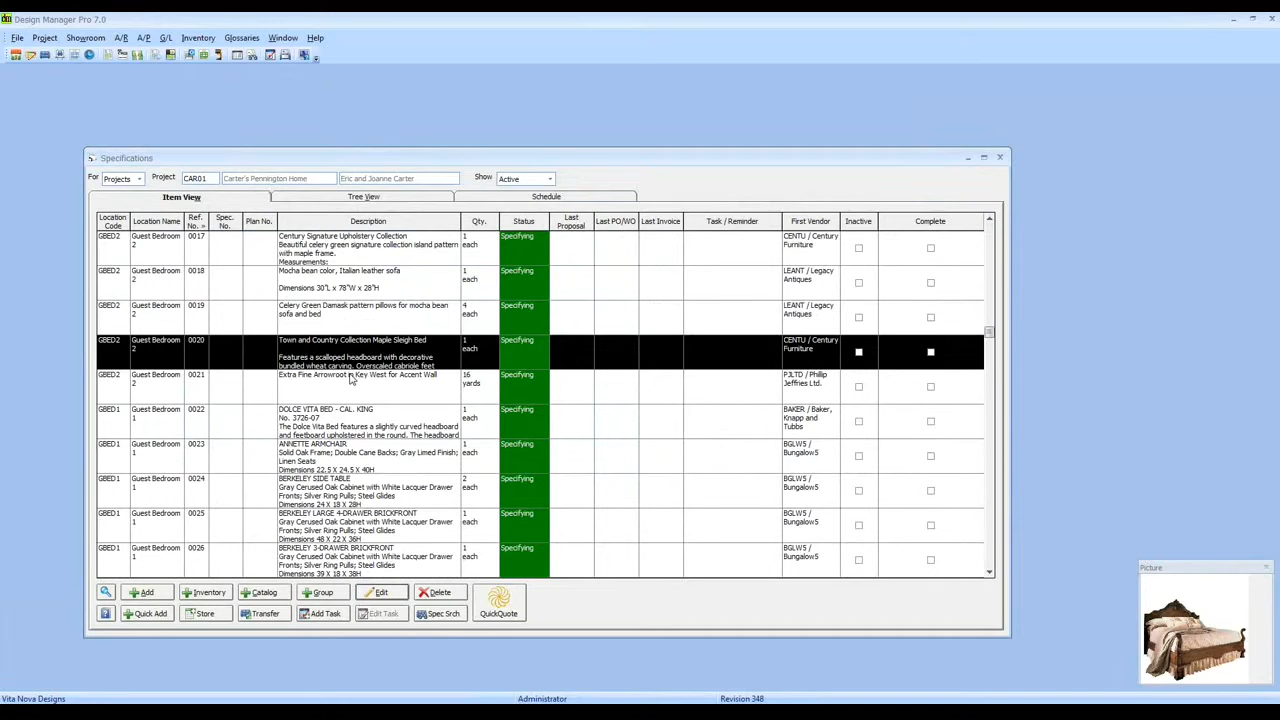 dm Design Manager Pro 7.0
File Project Showroom A/R A/P G/L Inventory Glossaries Window Help
Specifications
For Projects Project CAR01 Carter's Pennington Home Eric and Joanne Carter Show Active
Item View Tree View Schedule
Location Code Location Name Ref. No. Spec. No. Plan No. Description Qty. Status Last Proposal Last PO/WO Last Invoice Task / Reminder First Vendor Inactive Complete
GBED2 Guest Bedroom 2 0017 Century Signature Upholstery Collection 1 each Specifying CENTU / Century Furniture
Beautiful celery green signature collection island pattern
with maple frame.
Measurements:
GBED2 Guest Bedroom 2 0018 Mocha bean color, Italian leather sofa 1 each Specifying LEANT / Legacy Antiques
Dimensions 30"L x 78"W x 28"H
GBED2 Guest Bedroom 2 0019 Celery Green Damask pattern pillows for mocha bean 4 each Specifying LEANT / Legacy Antiques
sofa and bed
GBED2 Guest Bedroom 2 0020 Town and Country Collection Maple Sleigh Bed 1 each Specifying CENTU / Century Furniture
Features a scalloped headboard with decorative
bundled wheat carving. Overscaled cabriole feet
GBED2 Guest Bedroom 2 0021 Extra Fine Arrowroot in Key West for Accent Wall 16 yards Specifying PJLTD / Phillip Jeffries Ltd.
GBED1 Guest Bedroom 1 0022 DOLCE VITA BED - CAL. KING 1 each Specifying BAKER / Baker, Knapp and Tubbs
No. 3726-07
The Dolce Vita Bed features a slightly curved headboard
and feetboard upholstered in the round. The headboard
GBED1 Guest Bedroom 1 0023 ANNETTE ARMCHAIR 1 each Specifying BGLW5 / Bungalow5
Solid Oak Frame; Double Cane Backs; Gray Limed Finish;
Linen Seats
Dimensions 22.5 X 24.5 X 40H
GBED1 Guest Bedroom 1 0024 BERKELEY SIDE TABLE 2 each Specifying BGLW5 / Bungalow5
Gray Cerused Oak Cabinet with White Lacquer Drawer
Fronts; Silver Ring Pulls; Steel Glides
Dimensions 24 X 18 X 28H
GBED1 Guest Bedroom 1 0025 BERKELEY LARGE 4-DRAWER BRICKFRONT 1 each Specifying BGLW5 / Bungalow5
Gray Cerused Oak Cabinet with White Lacquer Drawer
Fronts; Silver Ring Pulls; Steel Glides
Dimensions 48 X 22 X 36H
GBED1 Guest Bedroom 1 0026 BERKELEY 3-DRAWER BRICKFRONT 1 each Specifying BGLW5 / Bungalow5
Gray Cerused Oak Cabinet with White Lacquer Drawer
Fronts; Silver Ring Pulls; Steel Glides
Dimensions 39 X 18 X 38H
Picture
Add Inventory Catalog Group Edit Delete
Quick Add Store Transfer Add Task Edit Task Spec Srch QuickQuote
Vita Nova Designs Administrator Revision 348